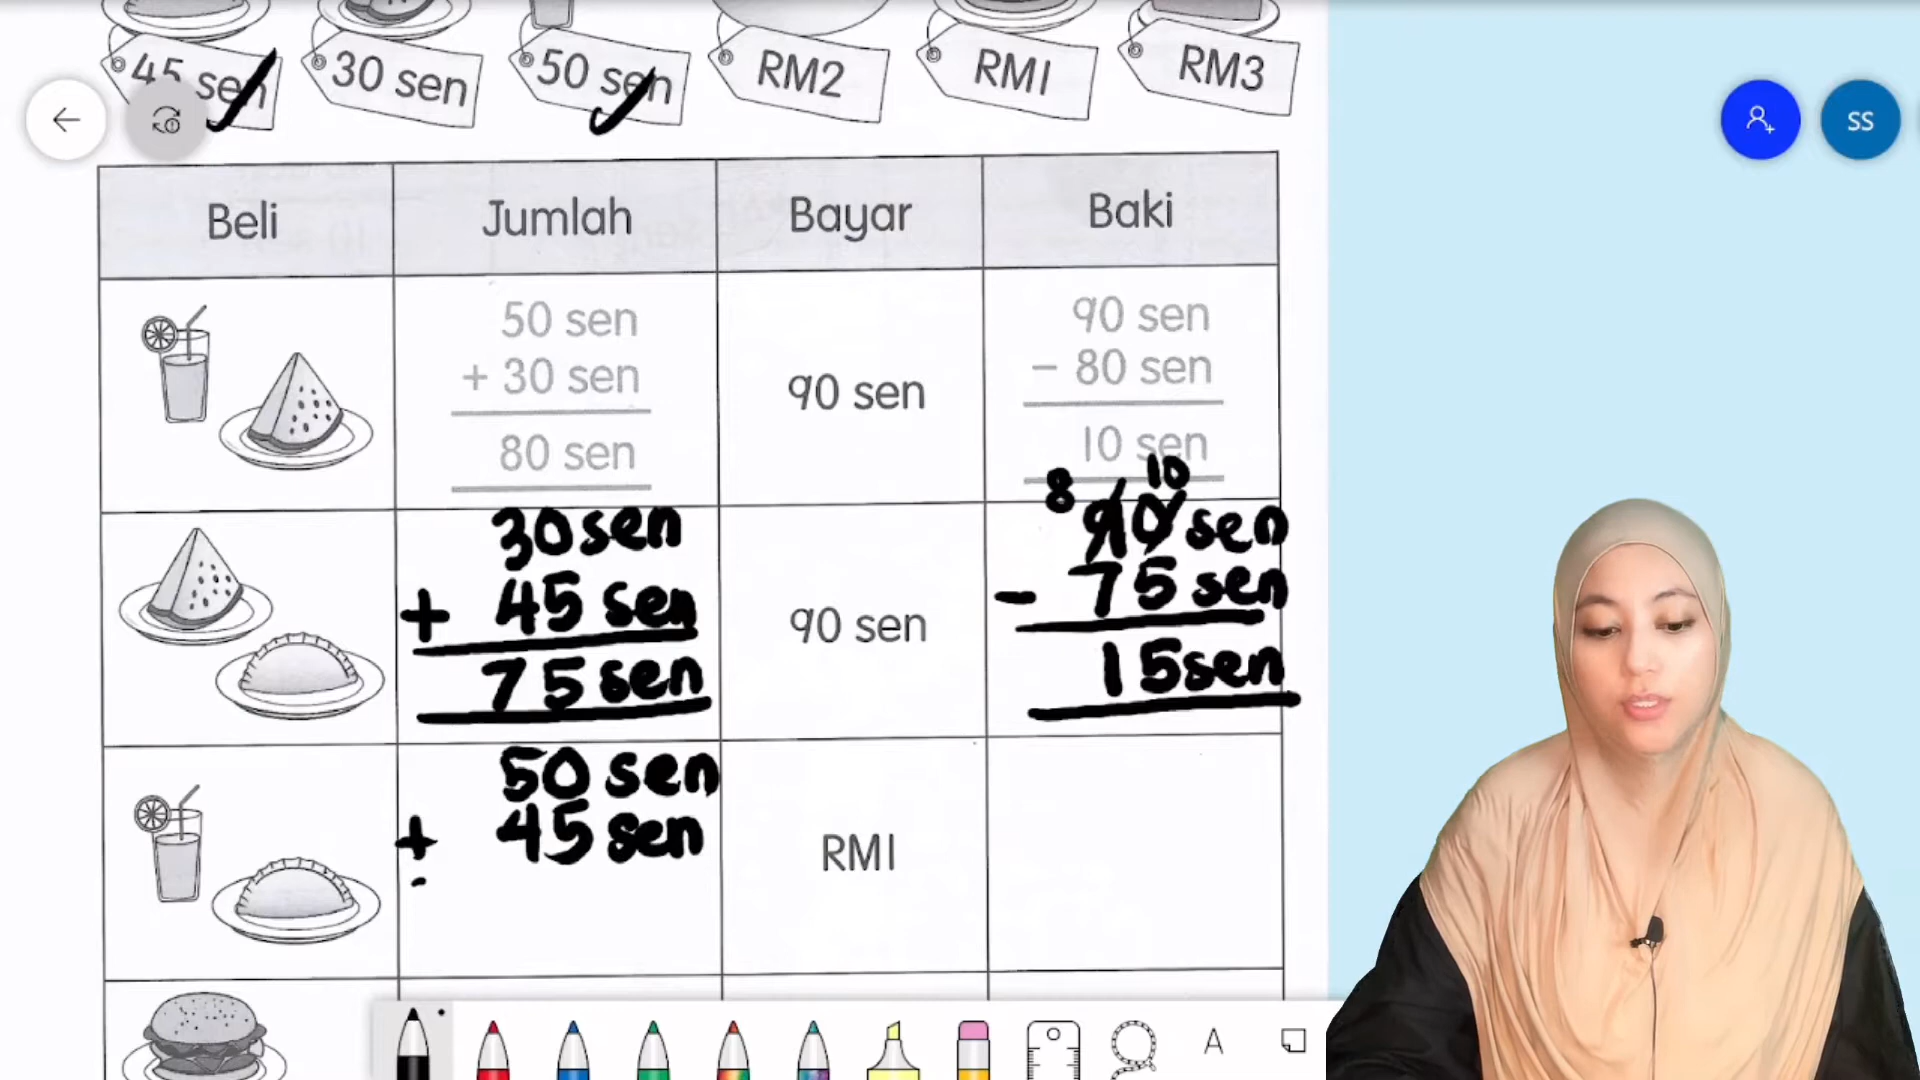 45 sen
30 sen
50 sen
RM2
RM1
RM3
SS
Beli
Jumlah
Bayar
Baki
50 sen
+ 30 sen
80 sen
90 sen
90 sen
- 80 sen
10 sen
30 sen
+ 45 sen
75 sen
90 sen
8 10
90 sen
- 75 sen
15 sen
50 sen
+ 45 sen
RM1
A